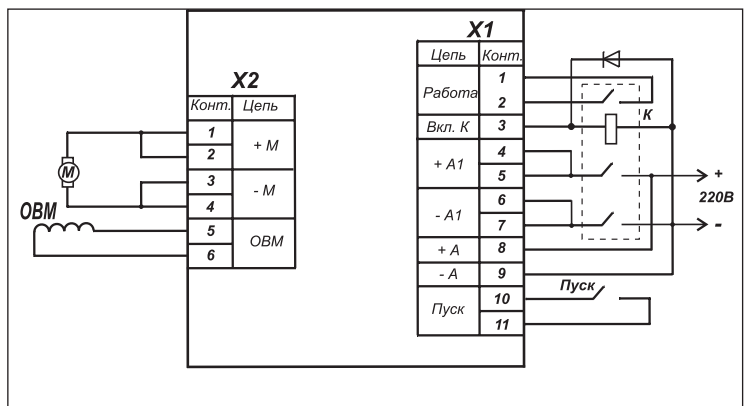 X2
Конт. Цепь
1
2
+ М
3
4
- М
5
6
ОВМ
М
ОВМ
X1
Цепь Конт.
Работа
1
2
Вкл. К
3
+ А1
4
5
- А1
6
7
+ А
8
- А
9
Пуск
10
11
К
+
220В
-
Пуск